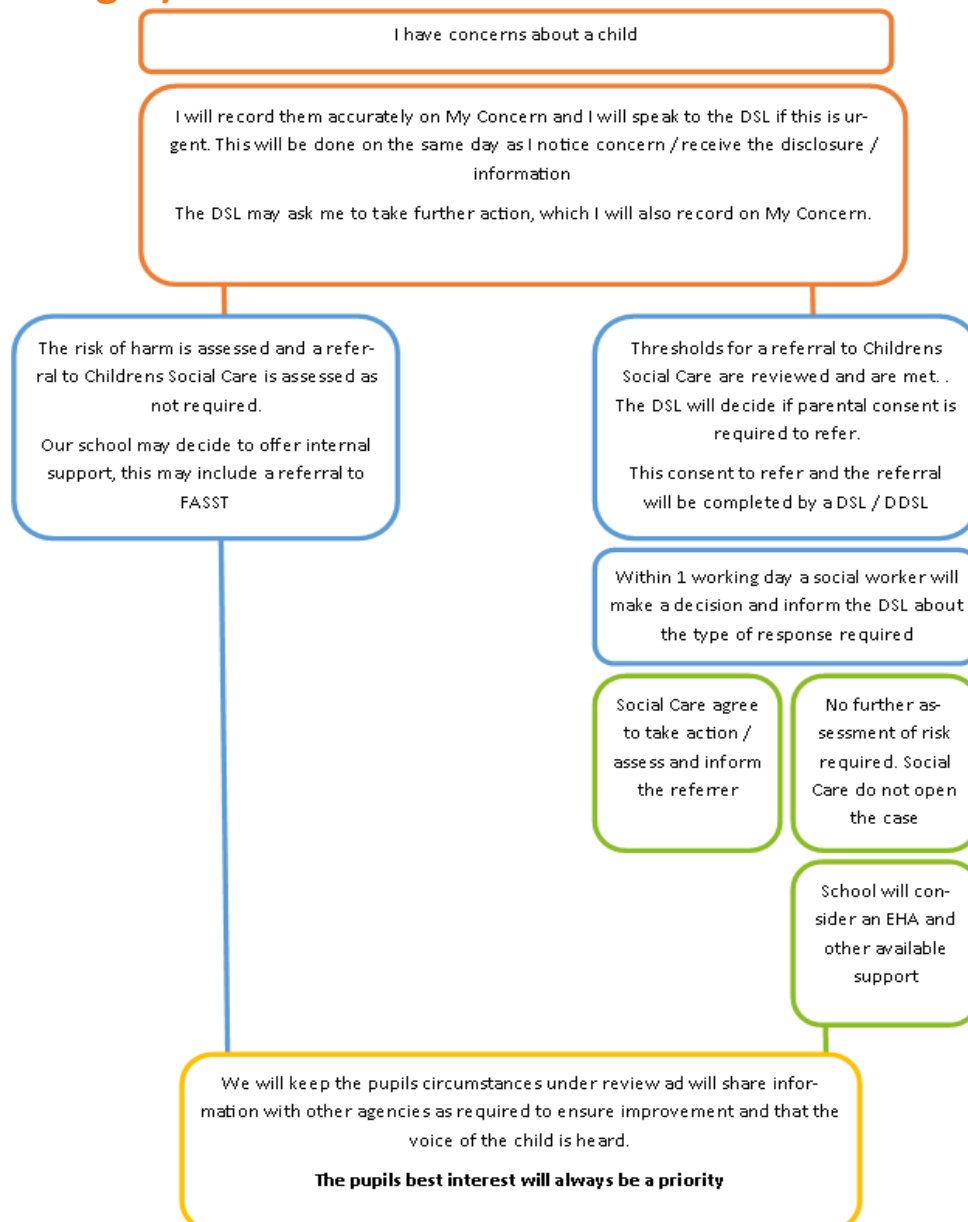 I have concerns about a child
I will record them accurately on My Concern and I will speak to the DSL if this is ur-
gent. This will be done on the same day as I notice concern / receive the disclosure /
information
The DSL may ask me to take further action, which I will also record on My Concern.
The risk of harm is assessed and a refer-
ral to Childrens Social Care is assessed as
not required.
Our school may decide to offer internal
support, this may include a referral to
FASST
Thresholds for a referral to Childrens
Social Care are reviewed and are met. .
The DSL will decide if parental consent is
required to refer.
This consent to refer and the referral
will be completed by a DSL / DDSL
Within 1 working day a social worker will
make a decision and inform the DSL about
the type of response required
Social Care agree
to take action /
assess and inform
the referrer
No further as-
sessment of risk
required. Social
Care do not open
the case
School will con-
sider an EHA and
other available
support
We will keep the pupils circumstances under review ad will share infor-
mation with other agencies as required to ensure improvement and that the
voice of the child is heard.
The pupils best interest will always be a priority